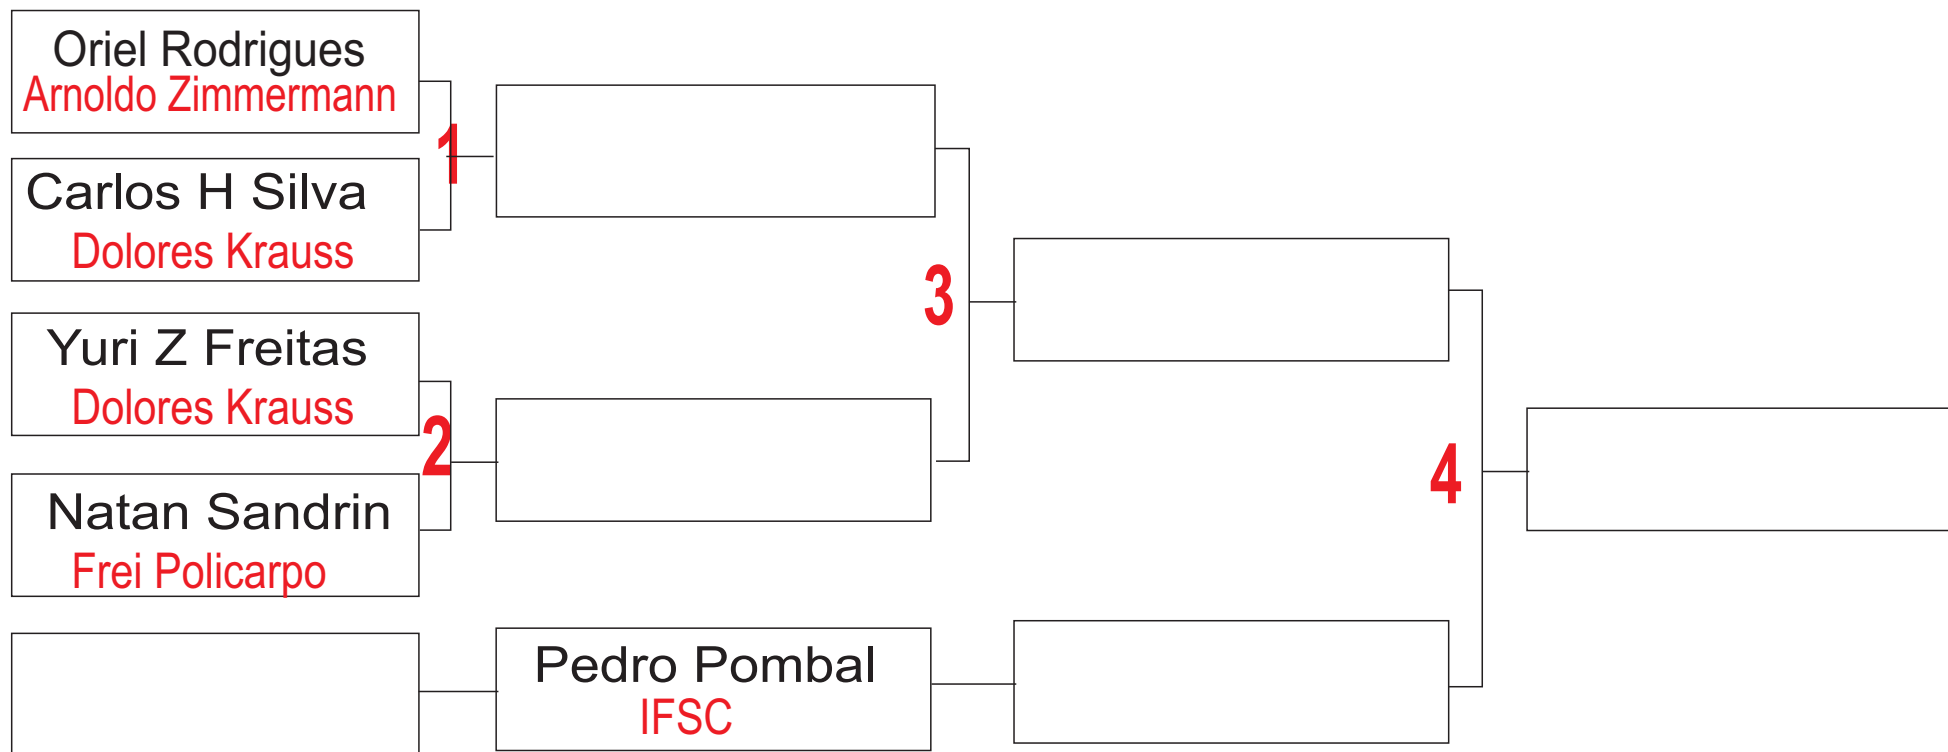 Oriel Rodrigues
Arnoldo Zimmermann
1
Carlos H Silva
Dolores Krauss
3
Yuri Z Freitas
Dolores Krauss
2
4
Natan Sandrin
Frei Policarpo
Pedro Pombal
IFSC